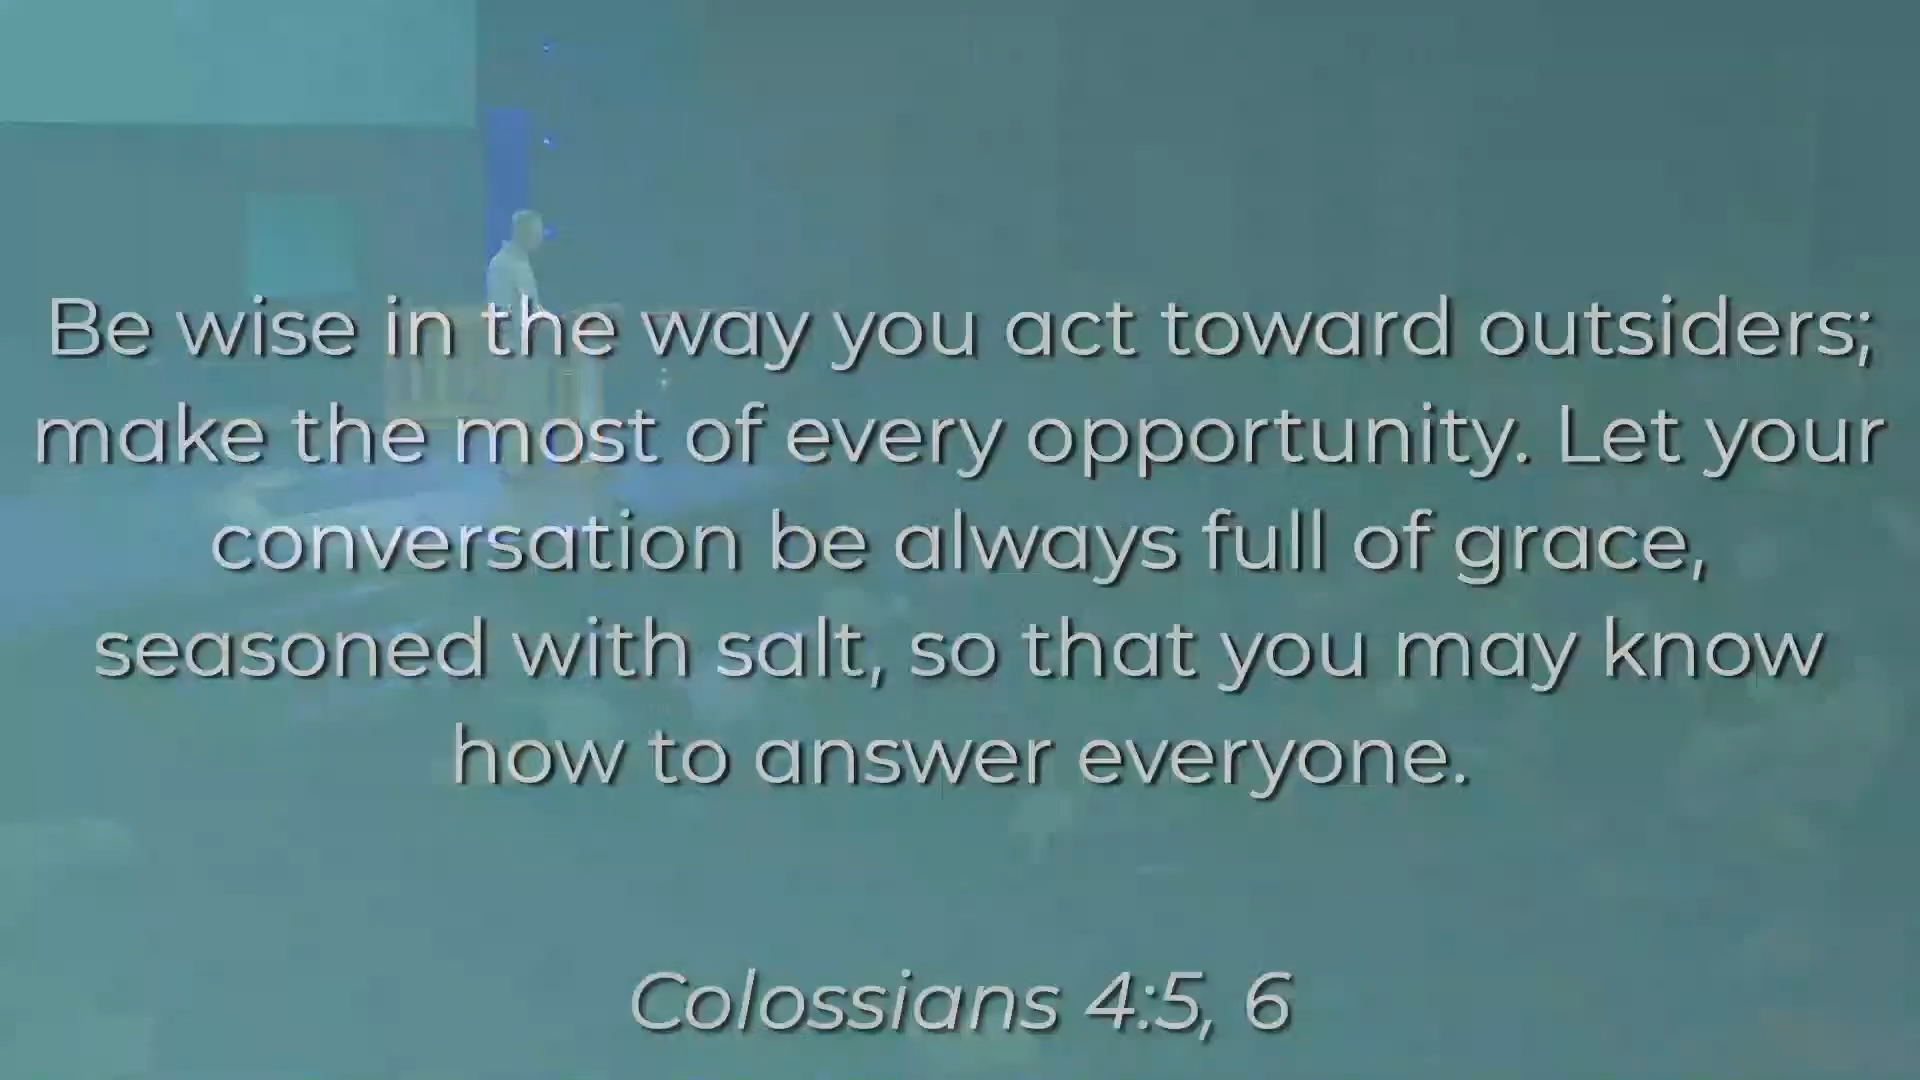 Be wise in the way you act toward outsiders;
make the most of every opportunity. Let your
conversation be always full of grace,
seasoned with salt, so that you may know
how to answer everyone.
Colossians 4:5, 6